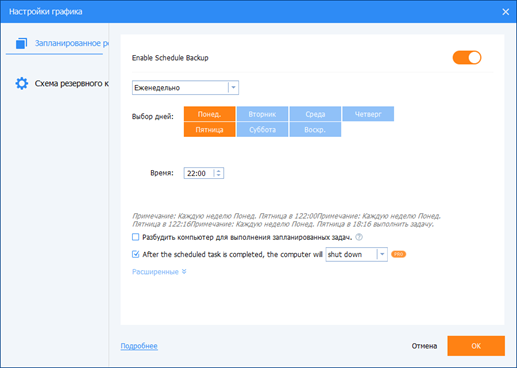 Настройки графика
Запланированное ре
Схема резервного к
Enable Schedule Backup
Еженедельно
Выбор дней:
Понед. Вторник Среда Четверг
Пятница Суббота Воскр.
Время: 22:00
Примечание: Каждую неделю Понед. Пятница в 122:00Примечание: Каждую неделю Понед.
Пятница в 122:16Примечание: Каждую неделю Понед. Пятница в 18:16 выполнить задачу.
Разбудить компьютер для выполнения запланированных задач. ?
After the scheduled task is completed, the computer will shut down PRO
Расширенные
Подробнее
Отмена
OK